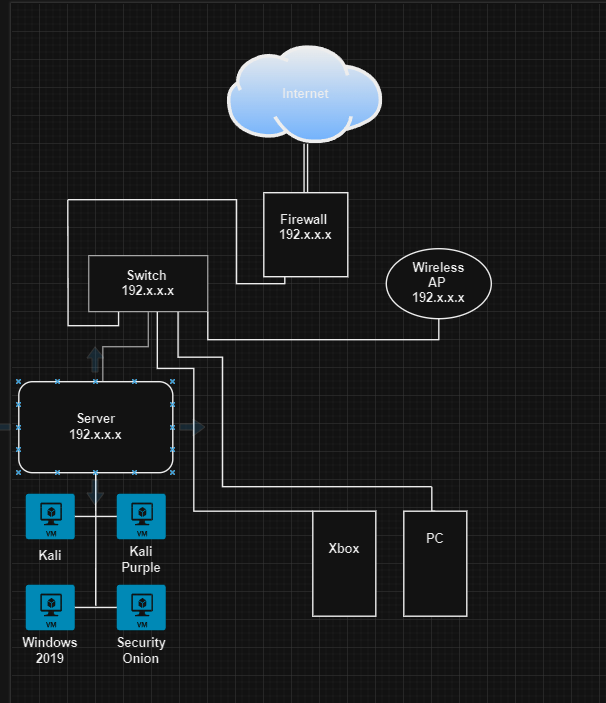 Internet
Firewall
192.x.x.x
Wireless
AP
192.x.x.x
Switch
192.x.x.x
Server
192.x.x.x
VM
VM
Kali
Kali
Purple
Xbox
PC
VM
VM
Windows
2019
Security
Onion